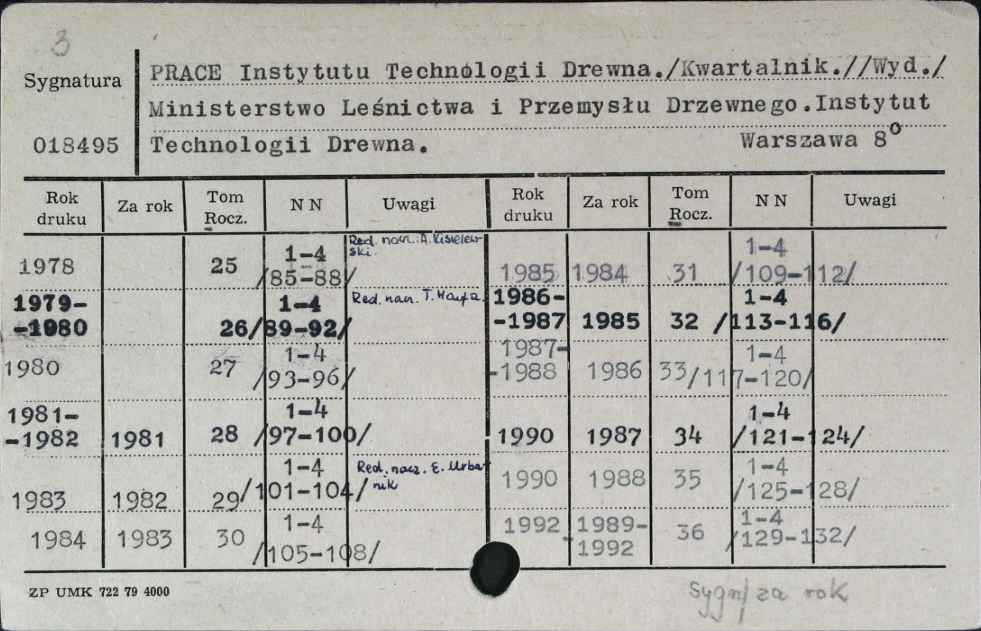 3
Sygnatura
PRACE Instytutu Technologii Drewna./Kwartalnik.//Wyd./
Ministerstwo Leśnictwa i Przemysłu Drzewnego.Instytut
018495 Technologii Drewna. Warszawa 8°
Rok druku Za rok Tom Rocz. N N Uwagi Rok druku Za rok Tom Rocz. N N Uwagi
1978 25 1-4 /85-88/ Red. nacz. A. Kisielewski. 1985 1984 31 1-4 /109-112/
1979--1980 26 1-4 /89-92/ Red. nacz. T. 1986--1987 1985 32 1-4 /113-116/
1980 27 1-4 /93-96/ 1987--1988 1986 33 1-4 /117-120/
1981--1982 1981 28 1-4 /97-100/ 1990 1987 34 1-4 /121-124/
1983 1982 29 1-4 /101-104/ Red. nacz. E. Urbanik 1990 1988 35 1-4 /125-128/
1984 1983 30 1-4 /105-108/ 1992 1989--1992 36 1-4 /129-132/
ZP UMK 722 79 4000
Sygn/ za rok